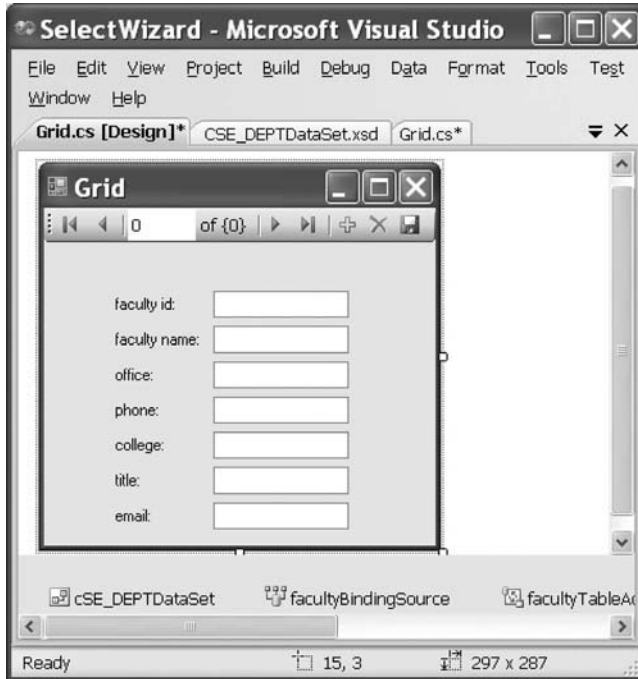 SelectWizard - Microsoft Visual Studio
File Edit View Project Build Debug Data Format Tools Test
Window Help
Grid.cs [Design]* CSE_DEPTDataSet.xsd Grid.cs*
Grid
0 of {0}
faculty id:
faculty name:
office:
phone:
college:
title:
email:
cSE_DEPTDataSet facultyBindingSource facultyTableAd
Ready 15, 3 297 x 287